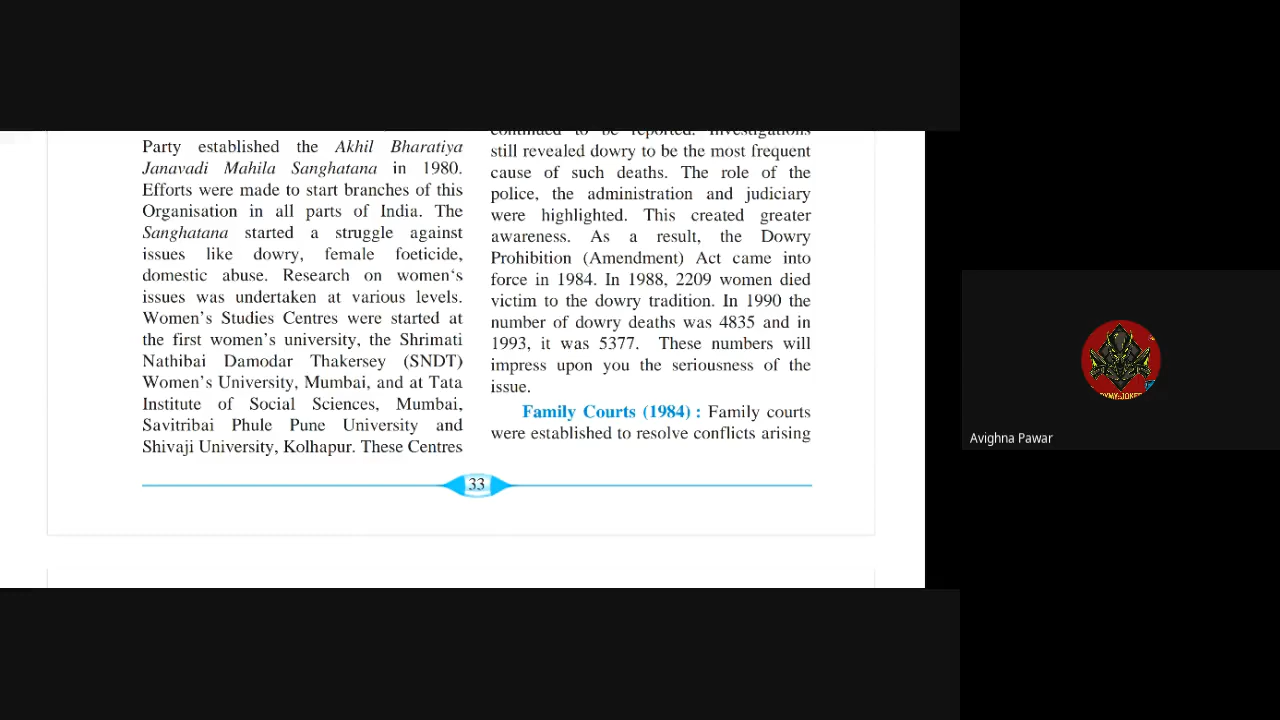 Party established the Akhil Bharatiya
Janavadi Mahila Sanghatana in 1980.
Efforts were made to start branches of this
Organisation in all parts of India. The
Sanghatana started a struggle against
issues like dowry, female foeticide,
domestic abuse. Research on women‘s
issues was undertaken at various levels.
Women’s Studies Centres were started at
the first women’s university, the Shrimati
Nathibai Damodar Thakersey (SNDT)
Women’s University, Mumbai, and at Tata
Institute of Social Sciences, Mumbai,
Savitribai Phule Pune University and
Shivaji University, Kolhapur. These Centres
continued to be reported. Investigations
still revealed dowry to be the most frequent
cause of such deaths. The role of the
police, the administration and judiciary
were highlighted. This created greater
awareness. As a result, the Dowry
Prohibition (Amendment) Act came into
force in 1984. In 1988, 2209 women died
victim to the dowry tradition. In 1990 the
number of dowry deaths was 4835 and in
1993, it was 5377. These numbers will
impress upon you the seriousness of the
issue.
Family Courts (1984) : Family courts
were established to resolve conflicts arising
33
Avighna Pawar